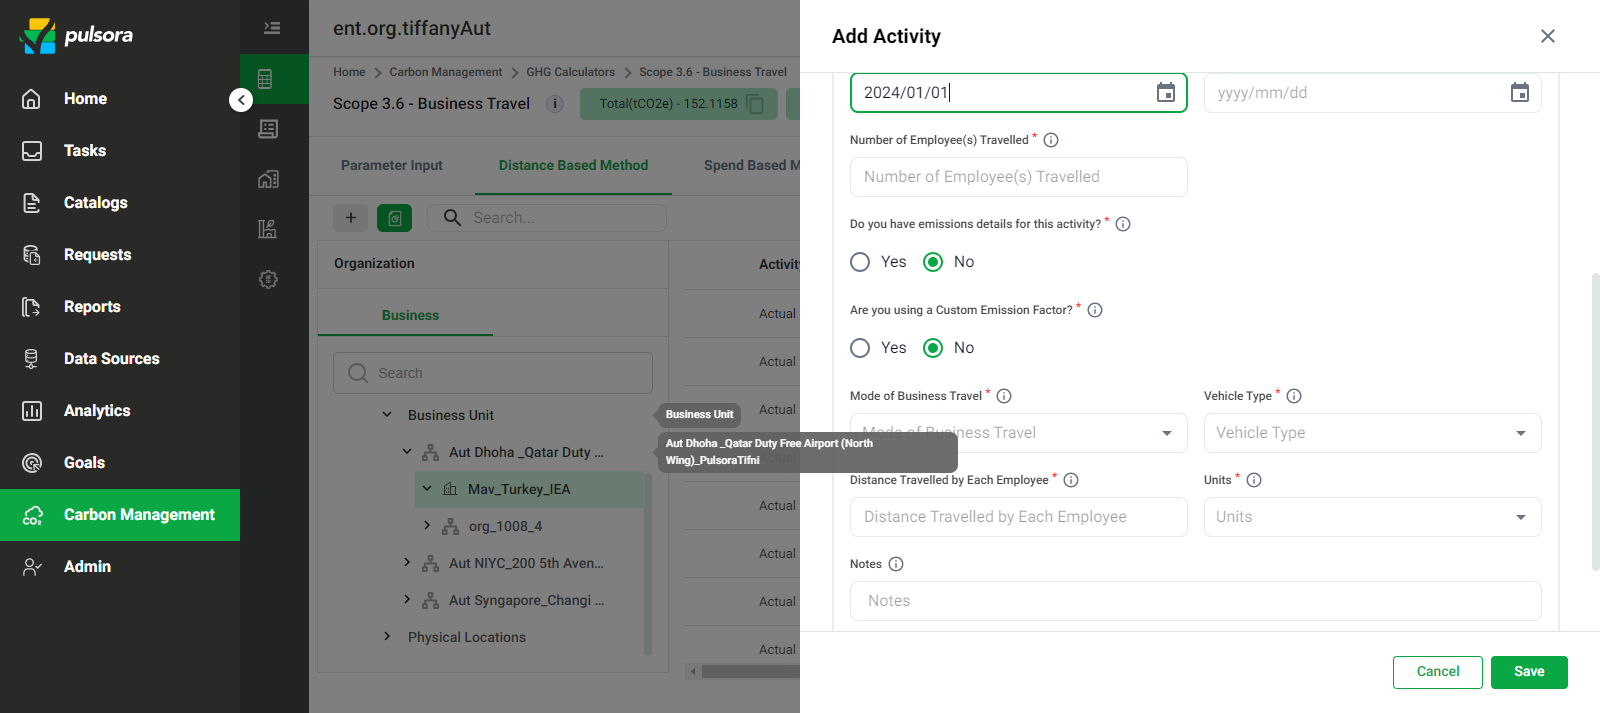 pulsora
Home
Tasks
Catalogs
Requests
Reports
Data Sources
Analytics
Goals
Carbon Management
Admin
ent.org.tiffanyAut
Home > Carbon Management > GHG Calculators > Scope 3.6 - Business Travel
Scope 3.6 - Business Travel
Total(tCO2e) - 152.1158
Parameter Input
Distance Based Method
Spend Based M
Search...
Organization
Business
Search
Business Unit
Aut Dhoha _Qatar Duty ...
Mav_Turkey_IEA
org_1008_4
Aut NIYC_200 5th Aven...
Aut Syngapore_Changi ...
Physical Locations
Activity
Actual
Actual
Actual
Actual
Actual
Actual
Actual
Business Unit
Aut Dhoha _Qatar Duty Free Airport (North
Wing)_PulsoraTifni
Add Activity
2024/01/01
yyyy/mm/dd
Number of Employee(s) Travelled *
Number of Employee(s) Travelled
Do you have emissions details for this activity? *
Yes
No
Are you using a Custom Emission Factor? *
Yes
No
Mode of Business Travel *
Vehicle Type *
Mode of Business Travel
Vehicle Type
Distance Travelled by Each Employee *
Units *
Distance Travelled by Each Employee
Units
Notes
Notes
Cancel
Save